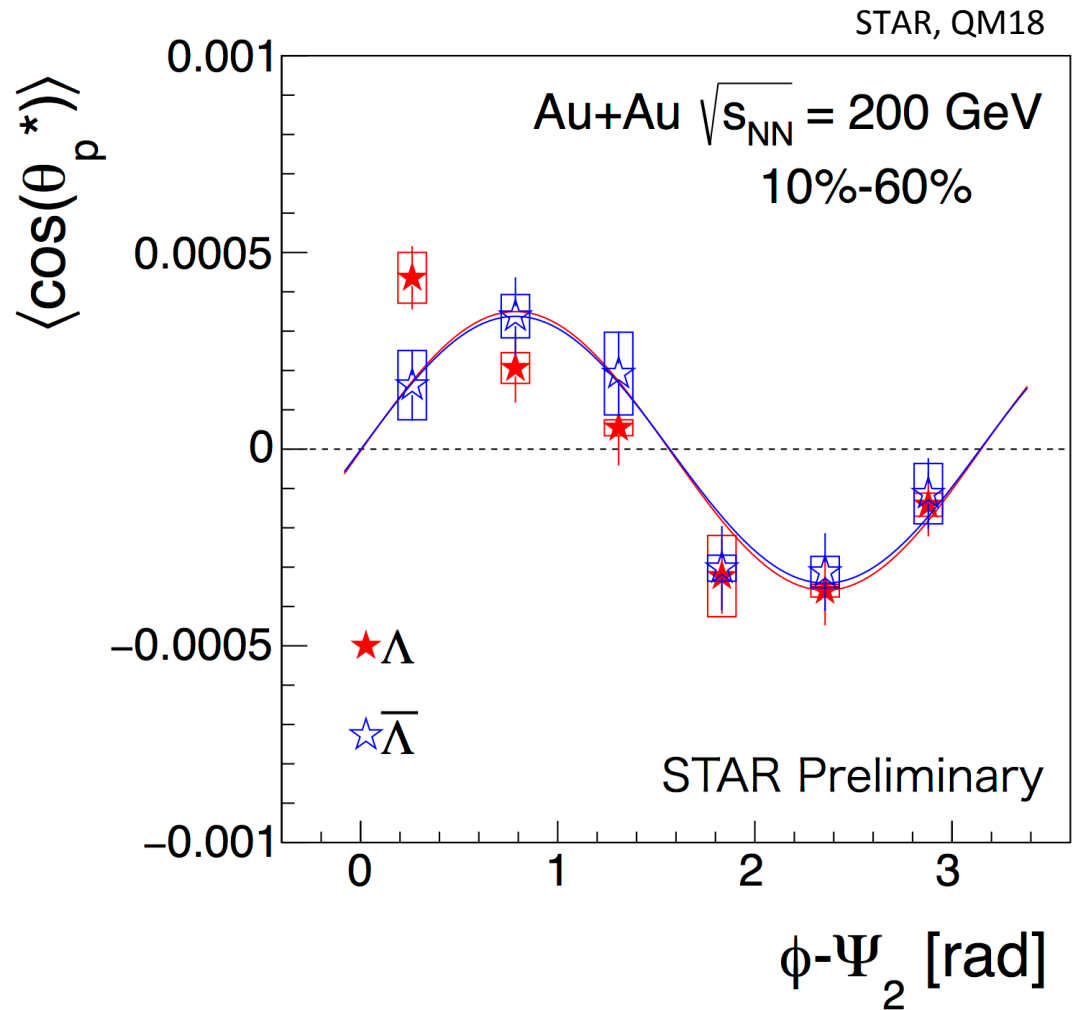 STAR, QM18
0.001
Au+Au √sNN = 200 GeV
10%-60%
⟨cos(θp*)⟩
0.0005
0
−0.0005
Λ
Λ̅
STAR Preliminary
−0.001
0 1 2 3
ϕ-Ψ2 [rad]